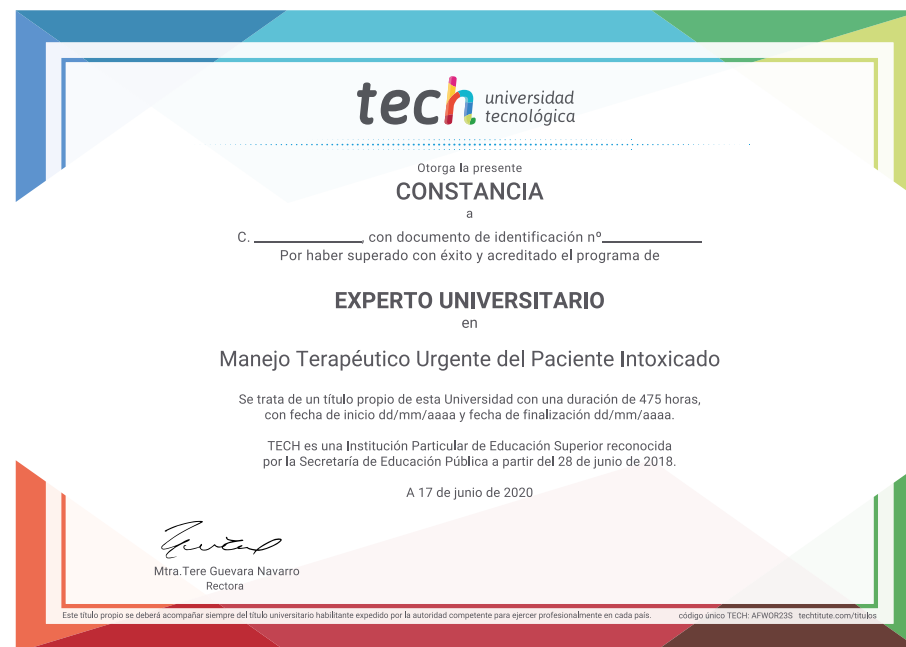 tech universidad
tecnológica
Otorga la presente
CONSTANCIA
a
C. ________________, con documento de identificación nº_______________
Por haber superado con éxito y acreditado el programa de
EXPERTO UNIVERSITARIO
en
Manejo Terapéutico Urgente del Paciente Intoxicado
Se trata de un título propio de esta Universidad con una duración de 475 horas,
con fecha de inicio dd/mm/aaaa y fecha de finalización dd/mm/aaaa.
TECH es una Institución Particular de Educación Superior reconocida
por la Secretaría de Educación Pública a partir del 28 de junio de 2018.
A 17 de junio de 2020
Mtra.Tere Guevara Navarro
Rectora
Este título propio se deberá acompañar siempre del título universitario habilitante expedido por la autoridad competente para ejercer profesionalmente en cada país. código único TECH: AFWOR23S techtitute.com/titulos